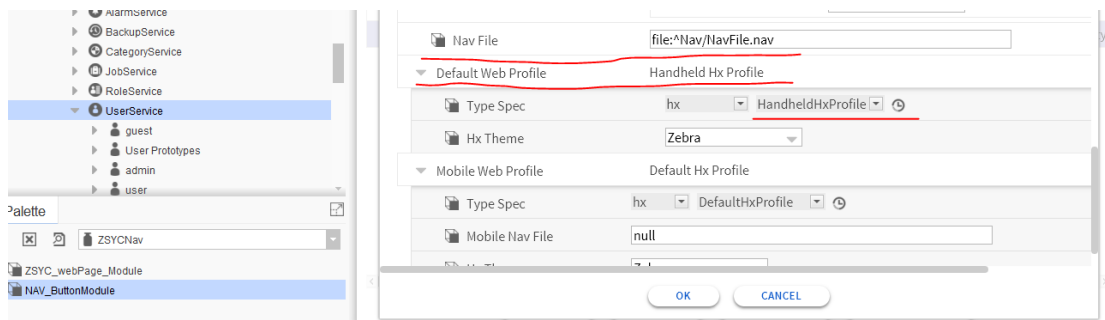 AlarmService
BackupService
CategoryService
JobService
RoleService
UserService
guest
User Prototypes
admin
user
Palette
ZSYCNav
ZSYC_webPage_Module
NAV_ButtonModule
Nav File file:^Nav/NavFile.nav
Default Web Profile Handheld Hx Profile
Type Spec hx HandheldHxProfile
Hx Theme Zebra
Mobile Web Profile Default Hx Profile
Type Spec hx DefaultHxProfile
Mobile Nav File null
OK CANCEL